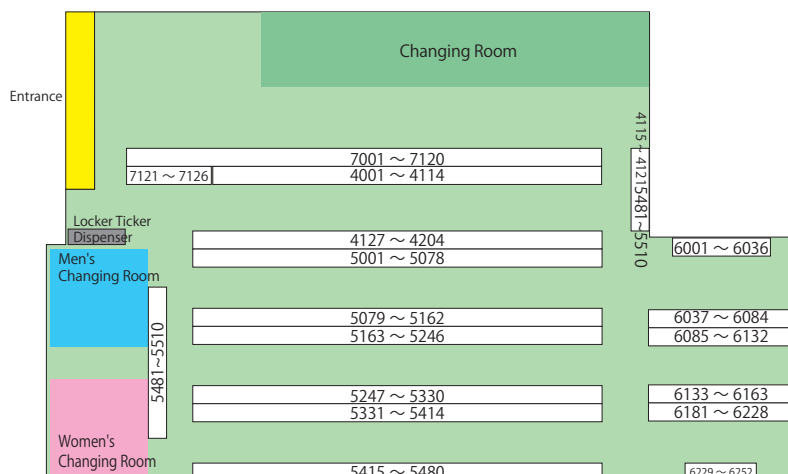 Changing Room
Entrance
4115 ~ 41215481~5510
7001 ～ 7120
7121 ～ 7126
4001 ～ 4114
Locker Ticker
Dispenser
4127 ～ 4204
6001 ～ 6036
Men's
Changing Room
5001 ～ 5078
5481~5510
5079 ～ 5162
6037 ～ 6084
5163 ～ 5246
6085 ～ 6132
5247 ～ 5330
6133 ～ 6163
5331 ～ 5414
6181 ～ 6228
Women's
Changing Room
5415 ～ 5480
6229 ～ 6252